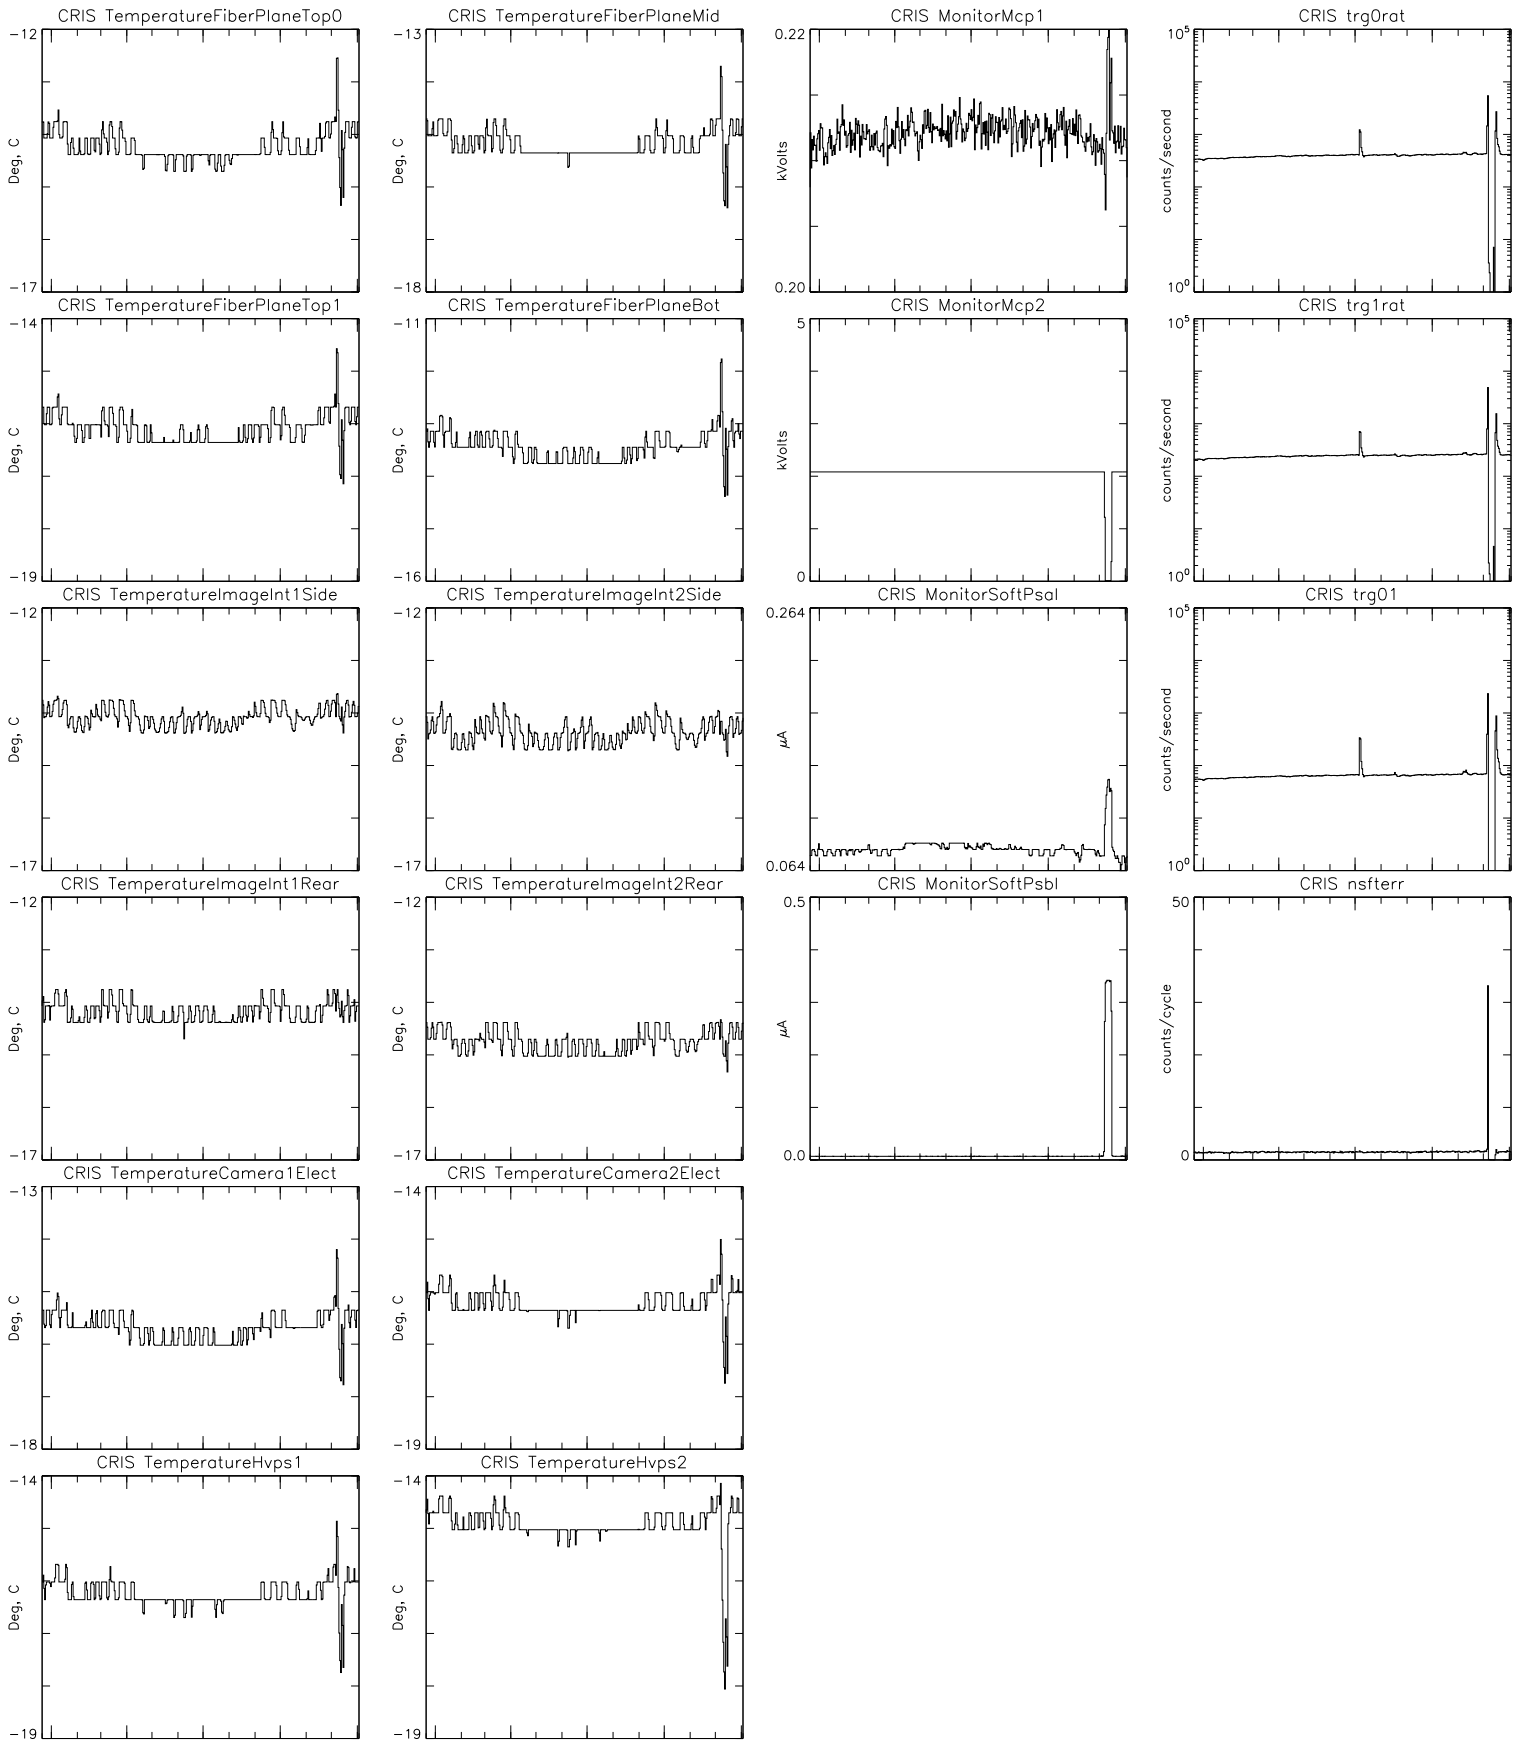 CRIS TemperatureFiberPlaneTop0
-12
Deg, C
-17
CRIS TemperatureFiberPlaneMid
-13
Deg, C
-18
CRIS MonitorMcp1
0.22
kVolts
0.20
CRIS trg0rat
10^5
counts/second
10^0
CRIS TemperatureFiberPlaneTop1
-14
Deg, C
-19
CRIS TemperatureFiberPlaneBot
-11
Deg, C
-16
CRIS MonitorMcp2
5
kVolts
0
CRIS trg1rat
10^5
counts/second
10^0
CRIS TemperatureImageInt1Side
-12
Deg, C
-17
CRIS TemperatureImageInt2Side
-12
Deg, C
-17
CRIS MonitorSoftPsaI
0.264
μA
0.064
CRIS trg01
10^5
counts/second
10^0
CRIS TemperatureImageInt1Rear
-12
Deg, C
-17
CRIS TemperatureImageInt2Rear
-12
Deg, C
-17
CRIS MonitorSoftPsbI
0.5
μA
0.0
CRIS nsfterr
50
counts/cycle
0
CRIS TemperatureCamera1Elect
-13
Deg, C
-18
CRIS TemperatureCamera2Elect
-14
Deg, C
-19
CRIS TemperatureHvps1
-14
Deg, C
-19
CRIS TemperatureHvps2
-14
Deg, C
-19